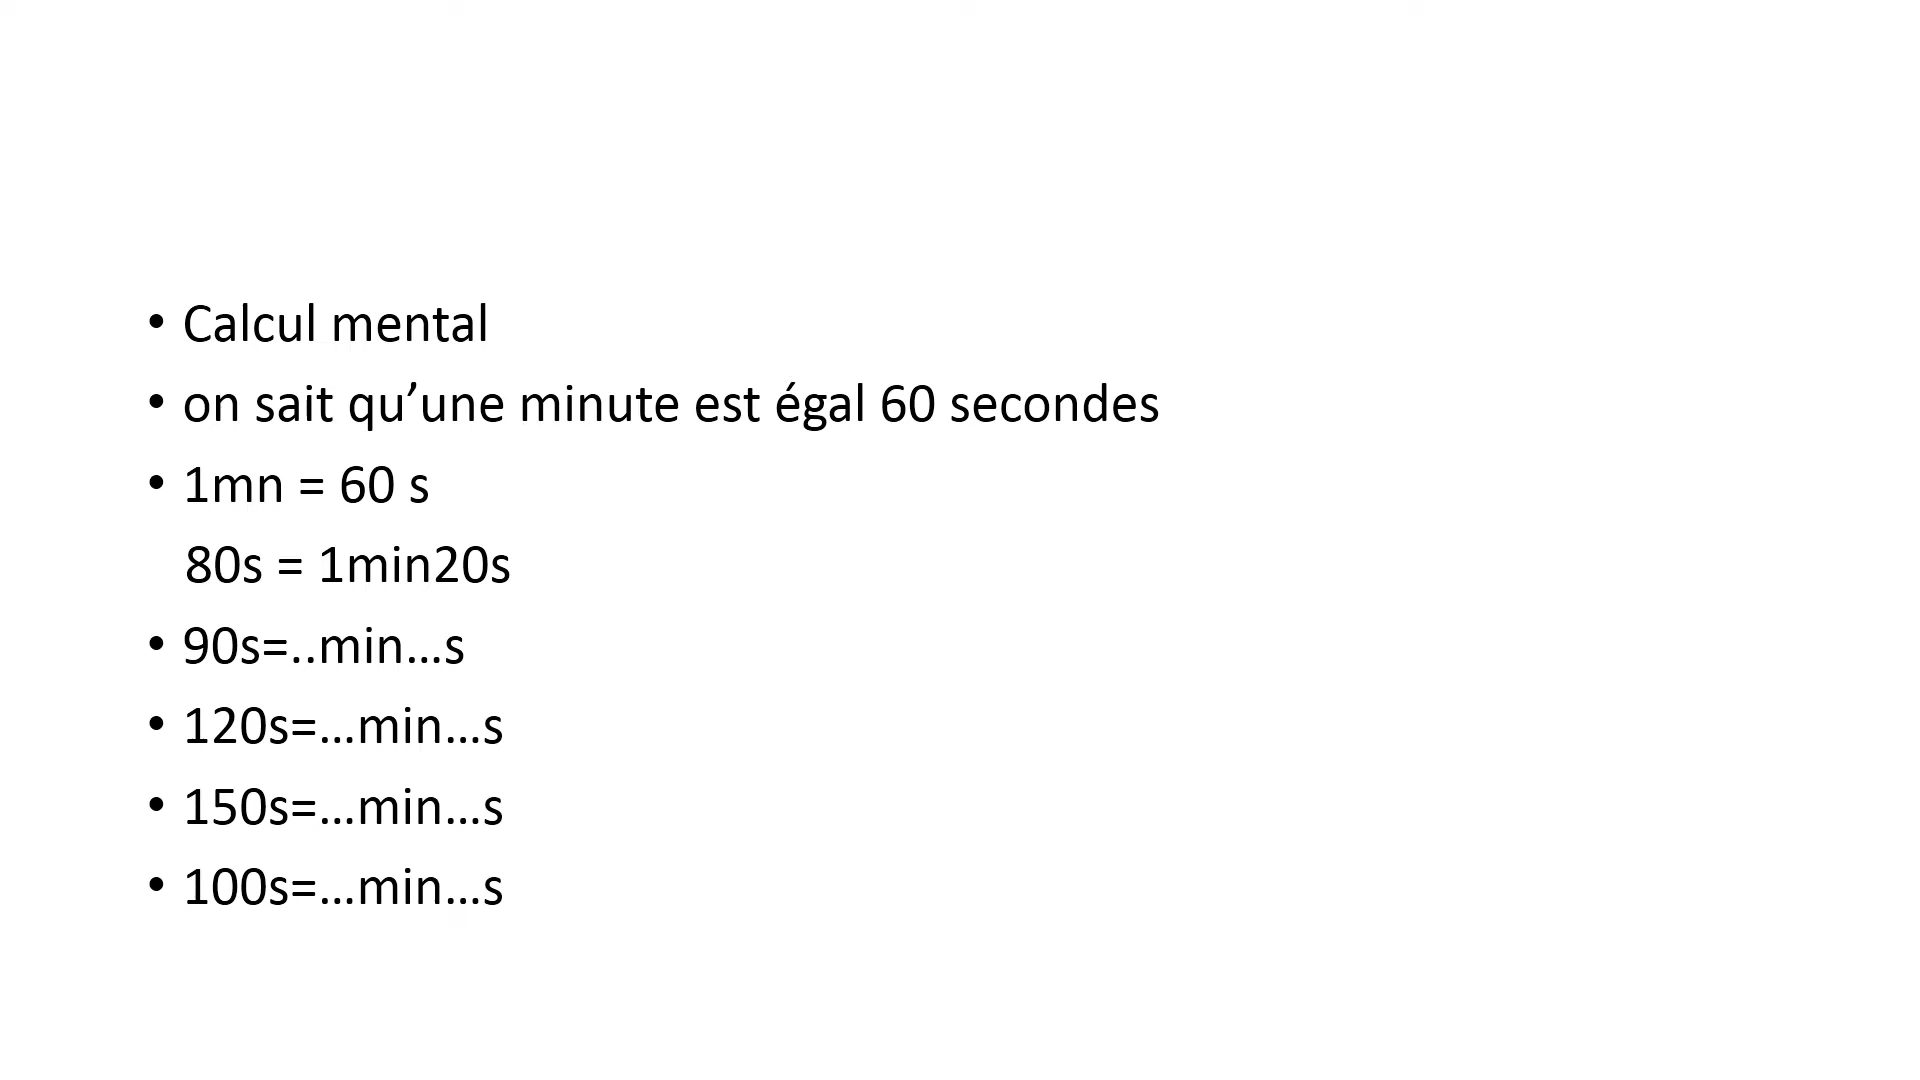 • Calcul mental
• on sait qu’une minute est égal 60 secondes
• 1mn = 60 s
80s = 1min20s
• 90s=..min…s
• 120s=…min…s
• 150s=…min…s
• 100s=…min…s